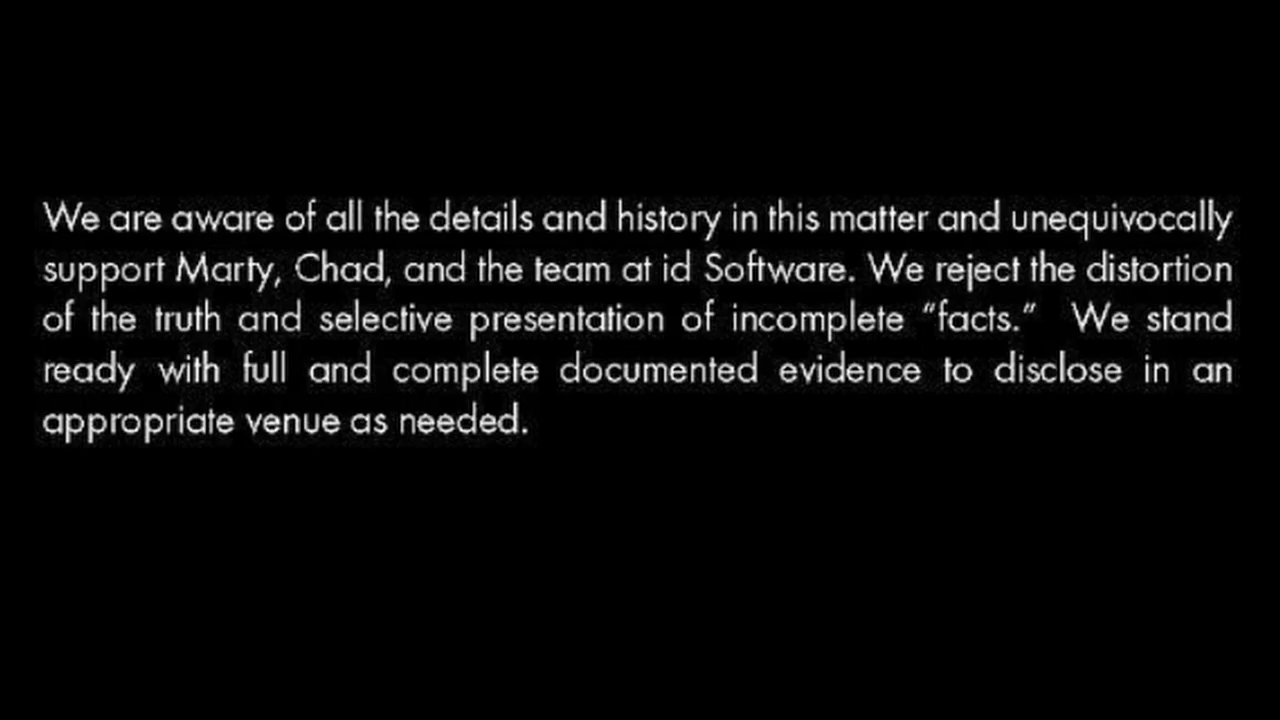 We are aware of all the details and history in this matter and unequivocally
support Marty, Chad, and the team at id Software. We reject the distortion
of the truth and selective presentation of incomplete “facts.”  We stand
ready with full and complete documented evidence to disclose in an
appropriate venue as needed.